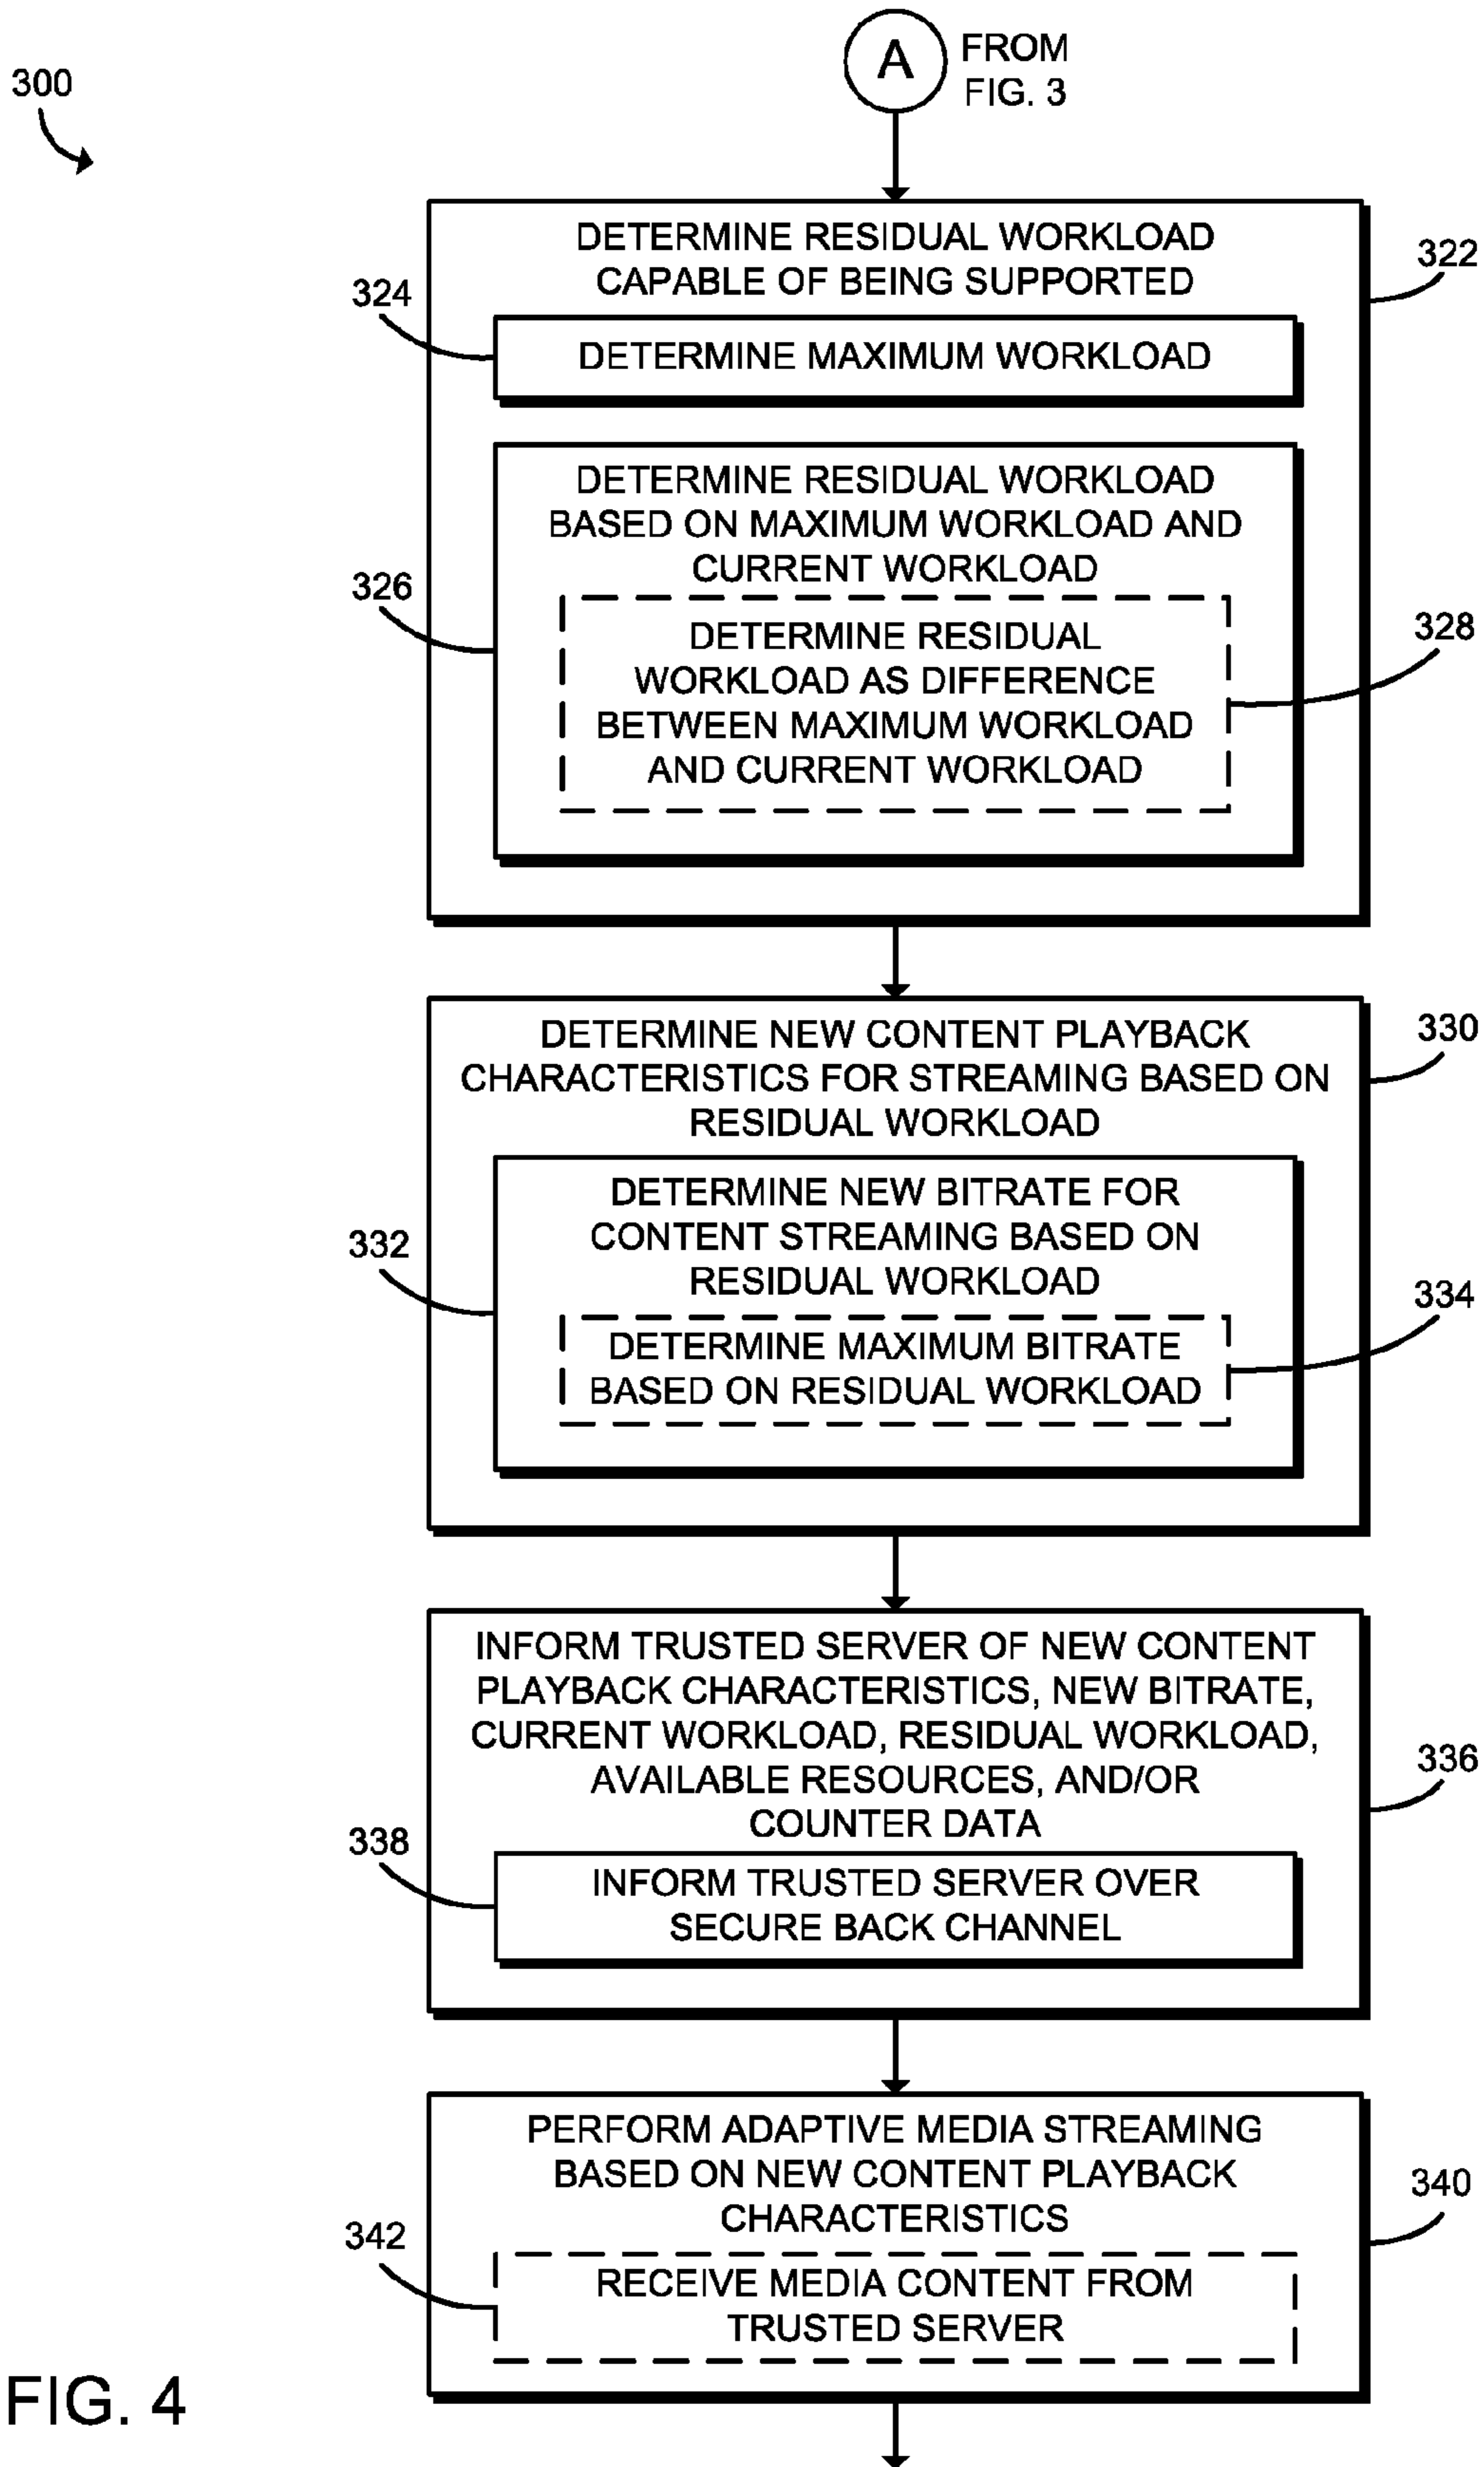 300
A
FROM
FIG. 3
DETERMINE RESIDUAL WORKLOAD
CAPABLE OF BEING SUPPORTED
322
324
DETERMINE MAXIMUM WORKLOAD
DETERMINE RESIDUAL WORKLOAD
BASED ON MAXIMUM WORKLOAD AND
CURRENT WORKLOAD
326
DETERMINE RESIDUAL
WORKLOAD AS DIFFERENCE
BETWEEN MAXIMUM WORKLOAD
AND CURRENT WORKLOAD
328
DETERMINE NEW CONTENT PLAYBACK
CHARACTERISTICS FOR STREAMING BASED ON
RESIDUAL WORKLOAD
330
DETERMINE NEW BITRATE FOR
CONTENT STREAMING BASED ON
RESIDUAL WORKLOAD
332
DETERMINE MAXIMUM BITRATE
BASED ON RESIDUAL WORKLOAD
334
INFORM TRUSTED SERVER OF NEW CONTENT
PLAYBACK CHARACTERISTICS, NEW BITRATE,
CURRENT WORKLOAD, RESIDUAL WORKLOAD,
AVAILABLE RESOURCES, AND/OR
COUNTER DATA
336
338
INFORM TRUSTED SERVER OVER
SECURE BACK CHANNEL
PERFORM ADAPTIVE MEDIA STREAMING
BASED ON NEW CONTENT PLAYBACK
CHARACTERISTICS
340
342
RECEIVE MEDIA CONTENT FROM
TRUSTED SERVER
FIG. 4